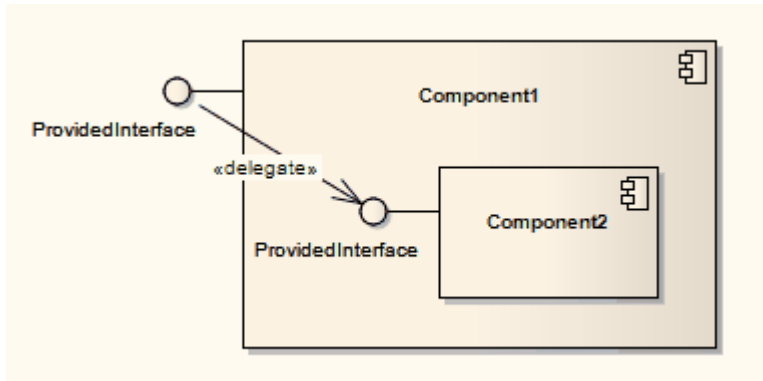 Component1
ProvidedInterface
«delegate»
Component2
ProvidedInterface